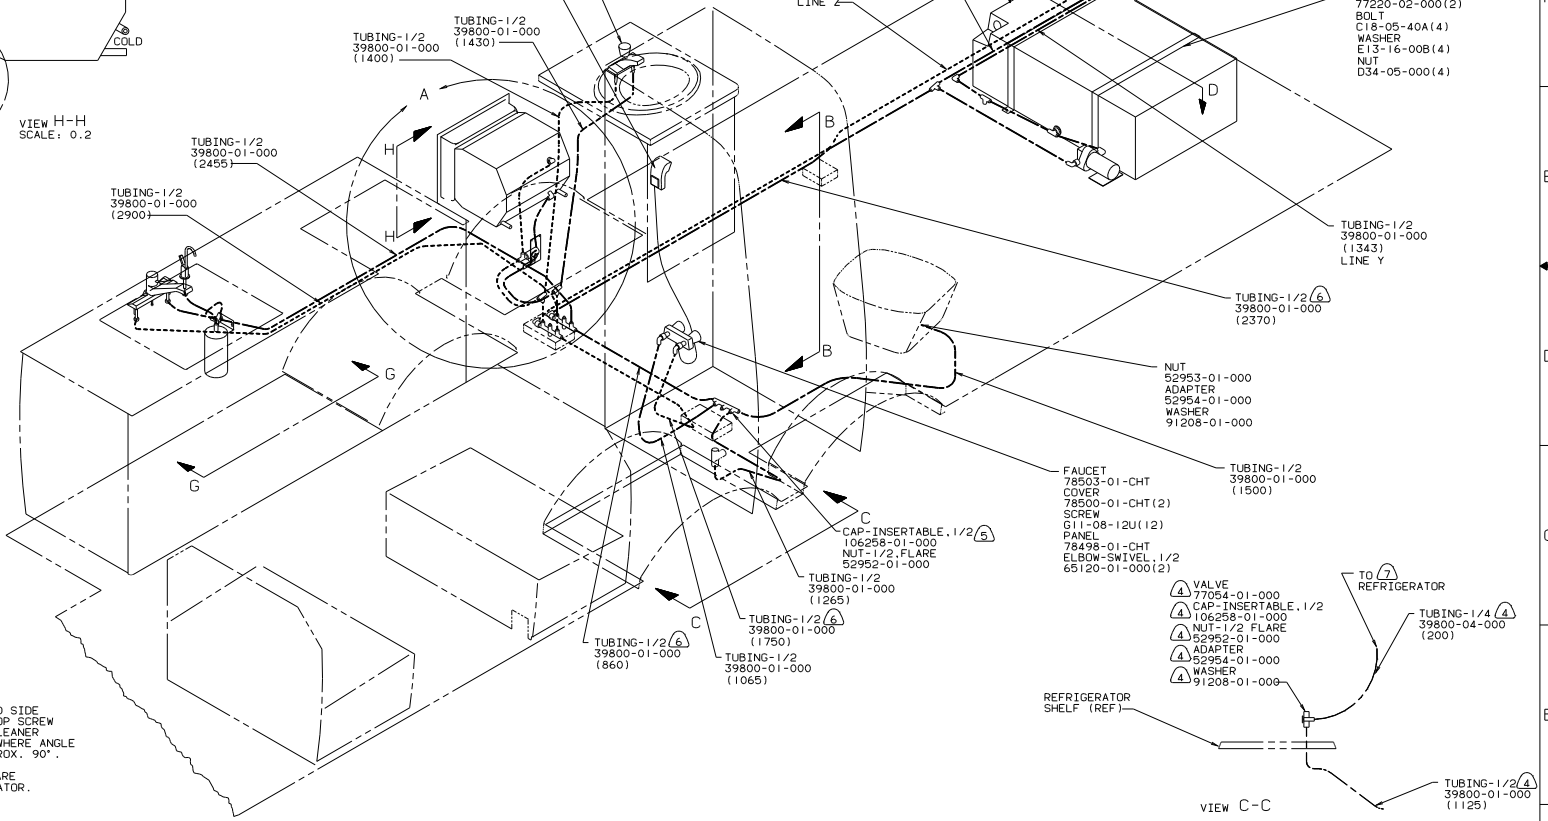 COLD
VIEW H-H
SCALE: 0.2
TUBING-1/2
39800-01-000
(1430)
TUBING-1/2
39800-01-000
(1400)
A
LINE Z
77220-02-000(2)
BOLT
C18-05-40A(4)
WASHER
E13-16-00B(4)
NUT
D34-05-000(4)
D
B
H
TUBING-1/2
39800-01-000
(2455)
TUBING-1/2
39800-01-000
(2900)
H
TUBING-1/2
39800-01-000
(1343)
LINE Y
TUBING-1/2 6
39800-01-000
(2370)
B
G
NUT
52953-01-000
ADAPTER
52954-01-000
WASHER
91208-01-000
G
TUBING-1/2
39800-01-000
(1500)
FAUCET
78503-01-CHT
COVER
78500-01-CHT(2)
SCREW
G11-08-12U(12)
PANEL
78498-01-CHT
ELBOW-SWIVEL,1/2
65120-01-000(2)
C
CAP-INSERTABLE,1/2 5
106258-01-000
NUT-1/2,FLARE
52952-01-000
TUBING-1/2
39800-01-000
(1265)
C
TUBING-1/2 6
39800-01-000
(1750)
TUBING-1/2 6
39800-01-000
(860)
TUBING-1/2
39800-01-000
(1065)
TO 7
REFRIGERATOR
4 VALVE
77054-01-000
4 CAP-INSERTABLE,1/2
106258-01-000
4 NUT-1/2 FLARE
52952-01-000
4 ADAPTER
52954-01-000
4 WASHER
91208-01-000
TUBING-1/4 4
39800-04-000
(200)
REFRIGERATOR
SHELF (REF)
TUBING-1/2 4
39800-01-000
(1125)
VIEW C-C
SIDE
SCREW
WHERE ANGLE
90°.